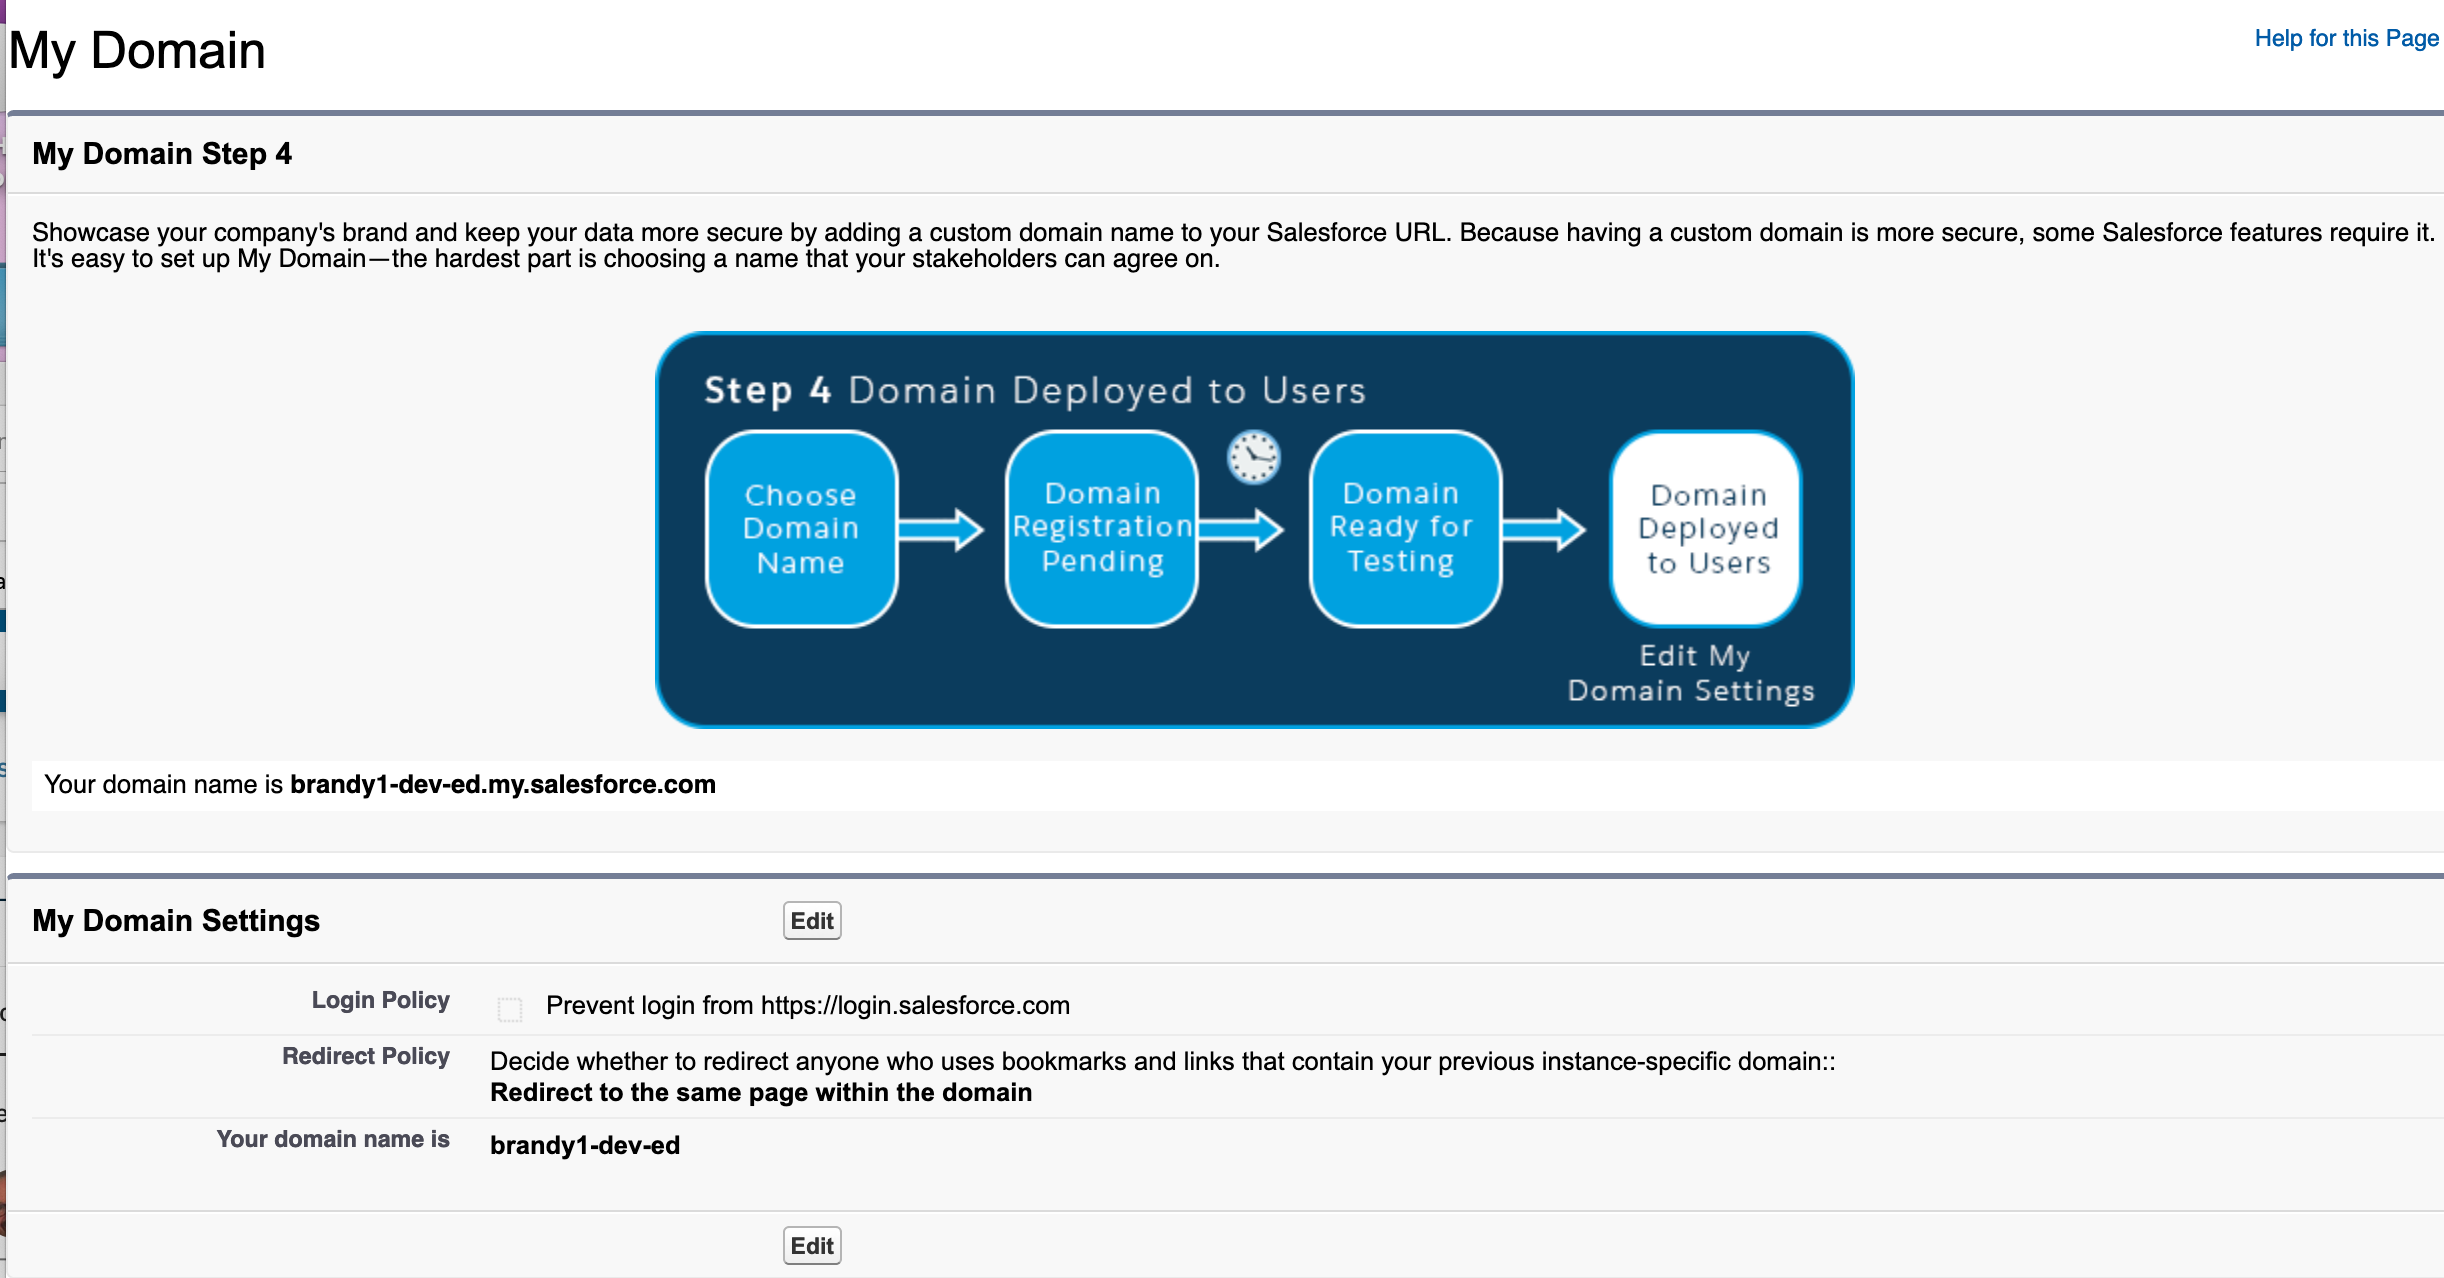 My Domain
Help for this Page
My Domain Step 4
Showcase your company's brand and keep your data more secure by adding a custom domain name to your Salesforce URL. Because having a custom domain is more secure, some Salesforce features require it.
It's easy to set up My Domain—the hardest part is choosing a name that your stakeholders can agree on.
Step 4 Domain Deployed to Users
Choose
Domain
Name
Domain
Registration
Pending
Domain
Ready for
Testing
Domain
Deployed
to Users
Edit My
Domain Settings
Your domain name is brandy1-dev-ed.my.salesforce.com
My Domain Settings
Edit
Login Policy
Prevent login from https://login.salesforce.com
Redirect Policy
Decide whether to redirect anyone who uses bookmarks and links that contain your previous instance-specific domain::
Redirect to the same page within the domain
Your domain name is
brandy1-dev-ed
Edit